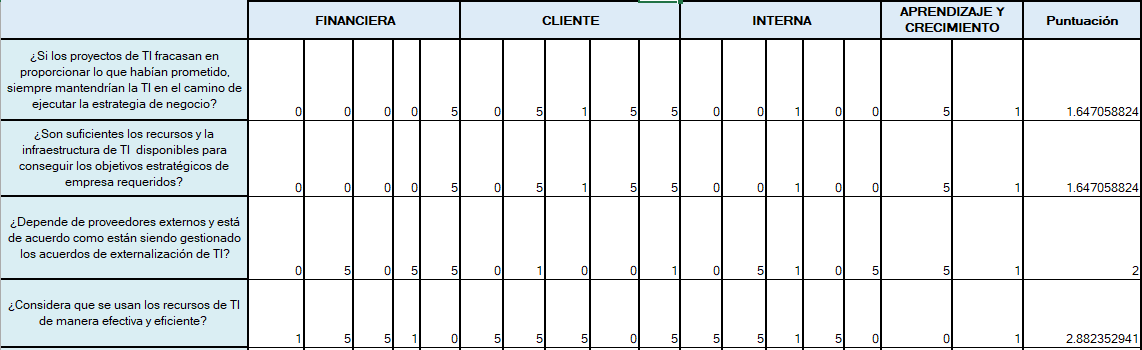 FINANCIERA CLIENTE INTERNA APRENDIZAJE Y CRECIMIENTO Puntuación
¿Si los proyectos de TI fracasan en
proporcionar lo que habían prometido,
siempre mantendrían la TI en el camino de
ejecutar la estrategia de negocio?
0 0 0 0 5 0 5 1 5 5 0 0 1 0 0 5 1 1.647058824
¿Son suficientes los recursos y la
infraestructura de TI disponibles para
conseguir los objetivos estratégicos de
empresa requeridos?
0 0 0 0 5 0 5 1 5 5 0 0 1 0 0 5 1 1.647058824
¿Depende de proveedores externos y está
de acuerdo como están siendo gestionado
los acuerdos de externalización de TI?
0 5 0 5 5 0 1 0 0 1 0 5 1 0 5 5 1 2
¿Considera que se usan los recursos de TI
de manera efectiva y eficiente?
1 5 5 1 0 5 5 5 0 5 5 5 1 5 0 0 1 2.882352941